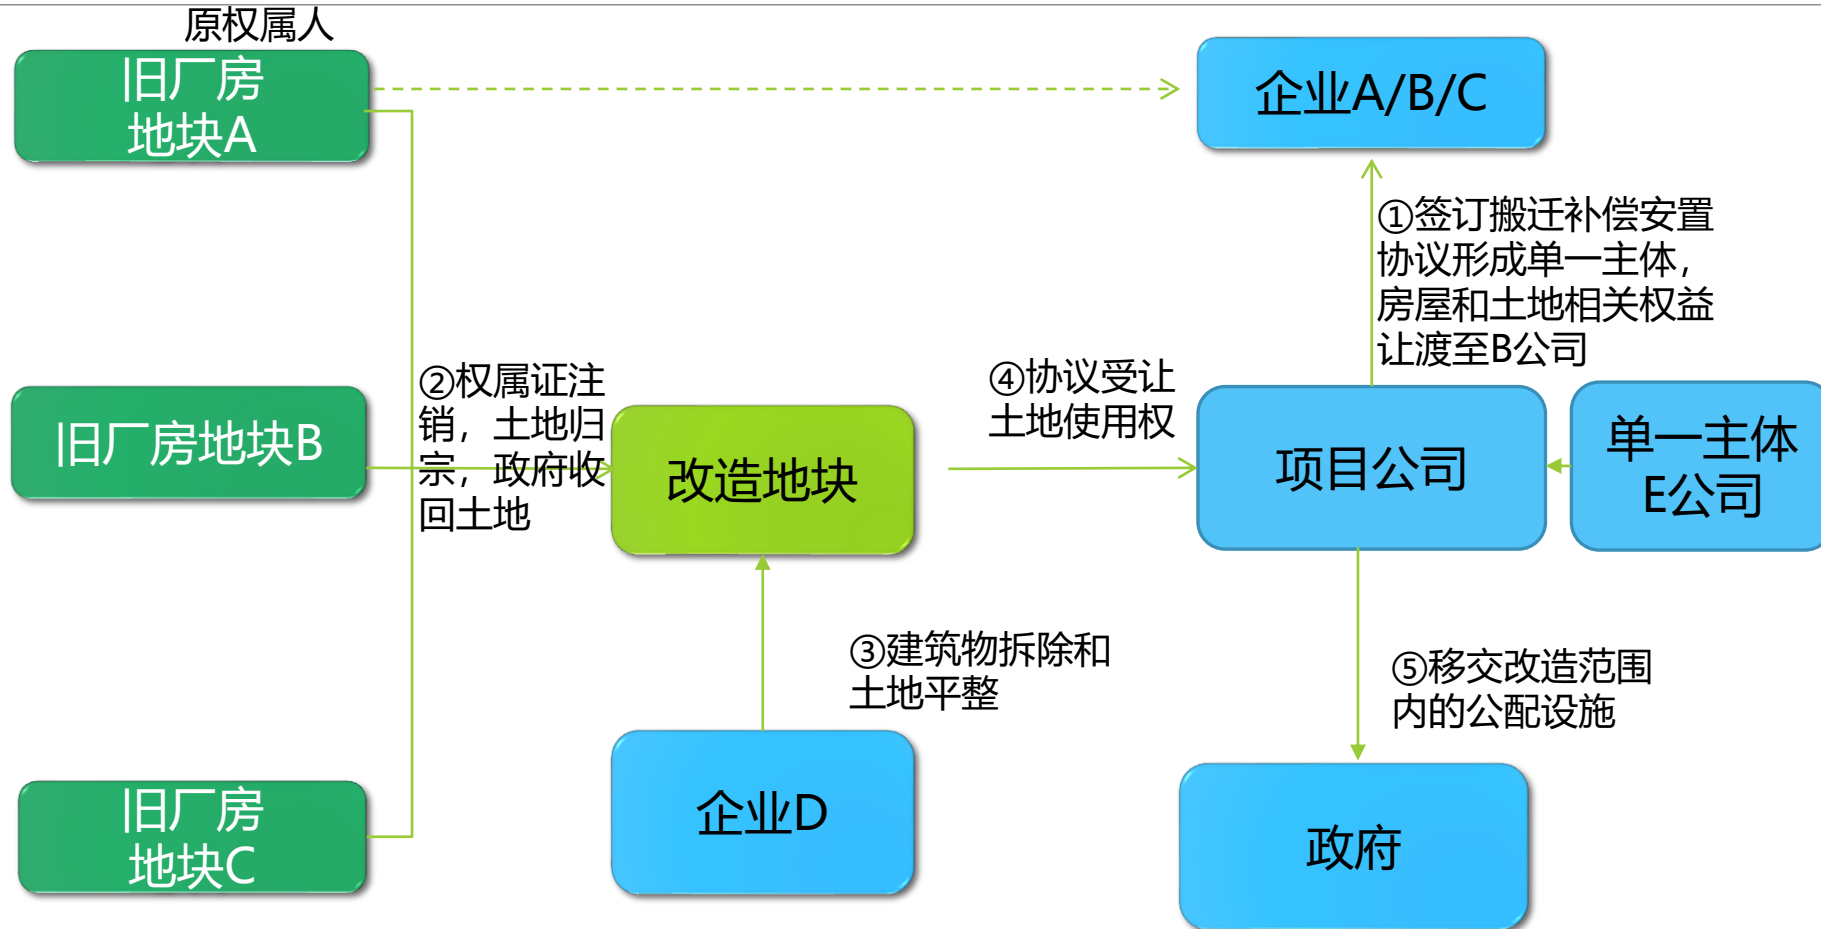 原权属人
旧厂房
地块A
企业A/B/C
①签订搬迁补偿安置
协议形成单一主体，
房屋和土地相关权益
让渡至B公司
旧厂房地块B
②权属证注
销，土地归
宗，政府收
回土地
改造地块
④协议受让
土地使用权
项目公司
单一主体
E公司
③建筑物拆除和
土地平整
⑤移交改造范围
内的公配设施
旧厂房
地块C
企业D
政府